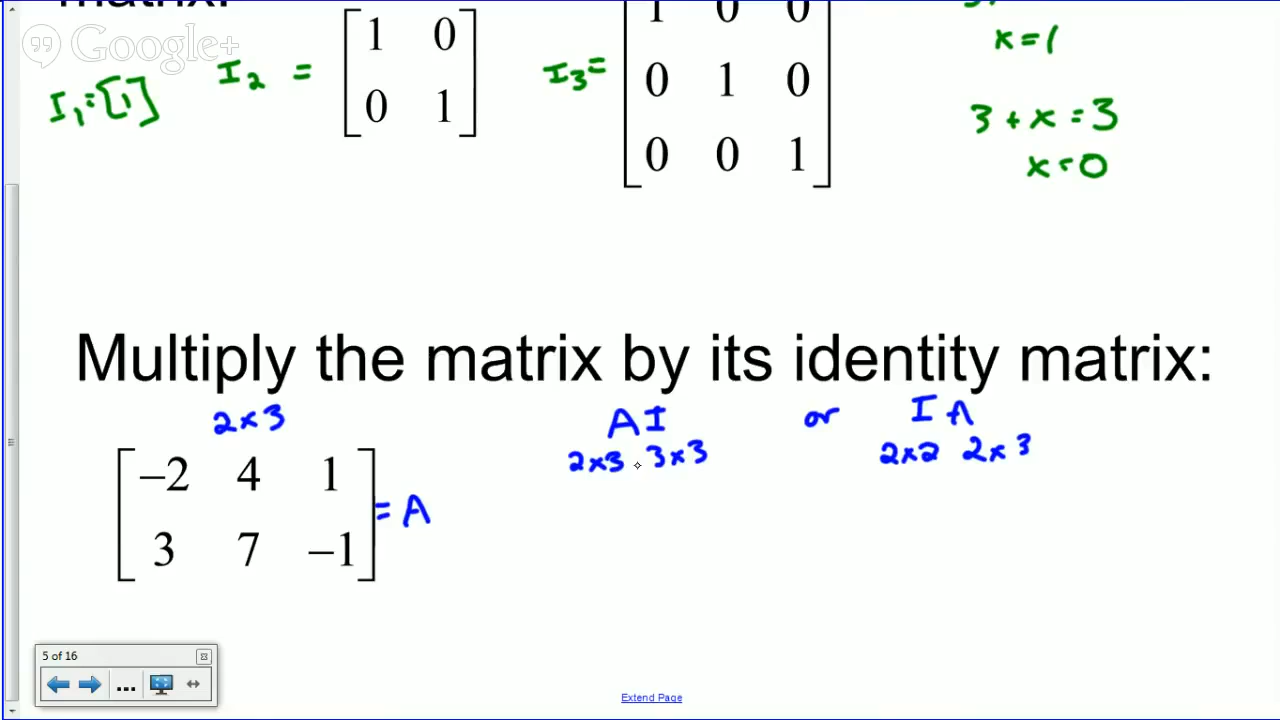 matrix:
Google+
I₁=[1]
I₂ =
1 0
0 1
I₃=
1 0 0
0 1 0
0 0 1
x=1
3+x=3
x=0
Multiply the matrix by its identity matrix:
2x3
AI or IA
2x3 3x3 2x2 2x3
−2 4 1
3 7 −1
= A
5 of 16
...
Extend Page